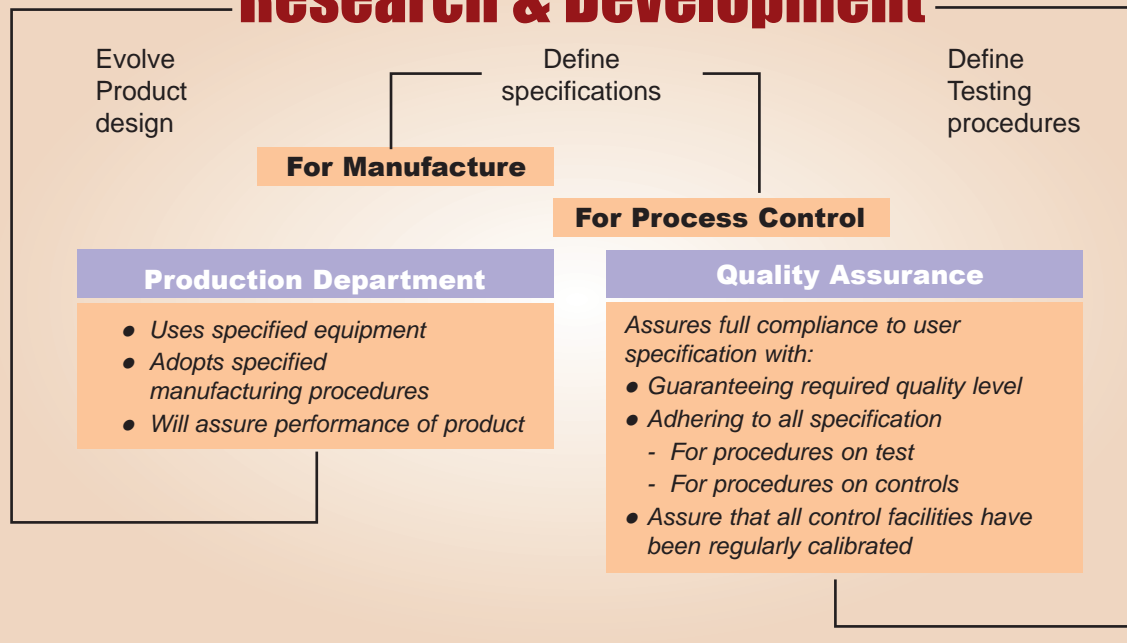 Research & Development
Evolve
Product
design
Define
specifications
Define
Testing
procedures
For Manufacture
For Process Control
Production Department
● Uses specified equipment
● Adopts specified
manufacturing procedures
● Will assure performance of product
Quality Assurance
Assures full compliance to user
specification with:
● Guaranteeing required quality level
● Adhering to all specification
- For procedures on test
- For procedures on controls
● Assure that all control facilities have
been regularly calibrated